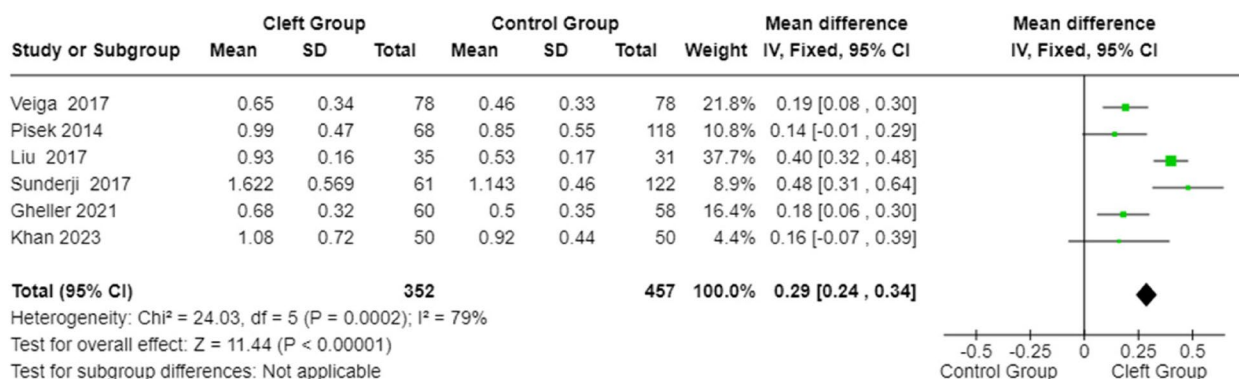 Cleft Group Control Group Mean difference Mean difference
Study or Subgroup Mean SD Total Mean SD Total Weight IV, Fixed, 95% CI IV, Fixed, 95% CI
Veiga 2017 0.65 0.34 78 0.46 0.33 78 21.8% 0.19 [0.08 , 0.30]
Pisek 2014 0.99 0.47 68 0.85 0.55 118 10.8% 0.14 [-0.01 , 0.29]
Liu 2017 0.93 0.16 35 0.53 0.17 31 37.7% 0.40 [0.32 , 0.48]
Sunderji 2017 1.622 0.569 61 1.143 0.46 122 8.9% 0.48 [0.31 , 0.64]
Gheller 2021 0.68 0.32 60 0.5 0.35 58 16.4% 0.18 [0.06 , 0.30]
Khan 2023 1.08 0.72 50 0.92 0.44 50 4.4% 0.16 [-0.07 , 0.39]
Total (95% CI) 352 457 100.0% 0.29 [0.24 , 0.34]
Heterogeneity: Chi² = 24.03, df = 5 (P = 0.0002); I² = 79%
Test for overall effect: Z = 11.44 (P < 0.00001)
Test for subgroup differences: Not applicable
-0.5 -0.25 0 0.25 0.5
Control Group Cleft Group